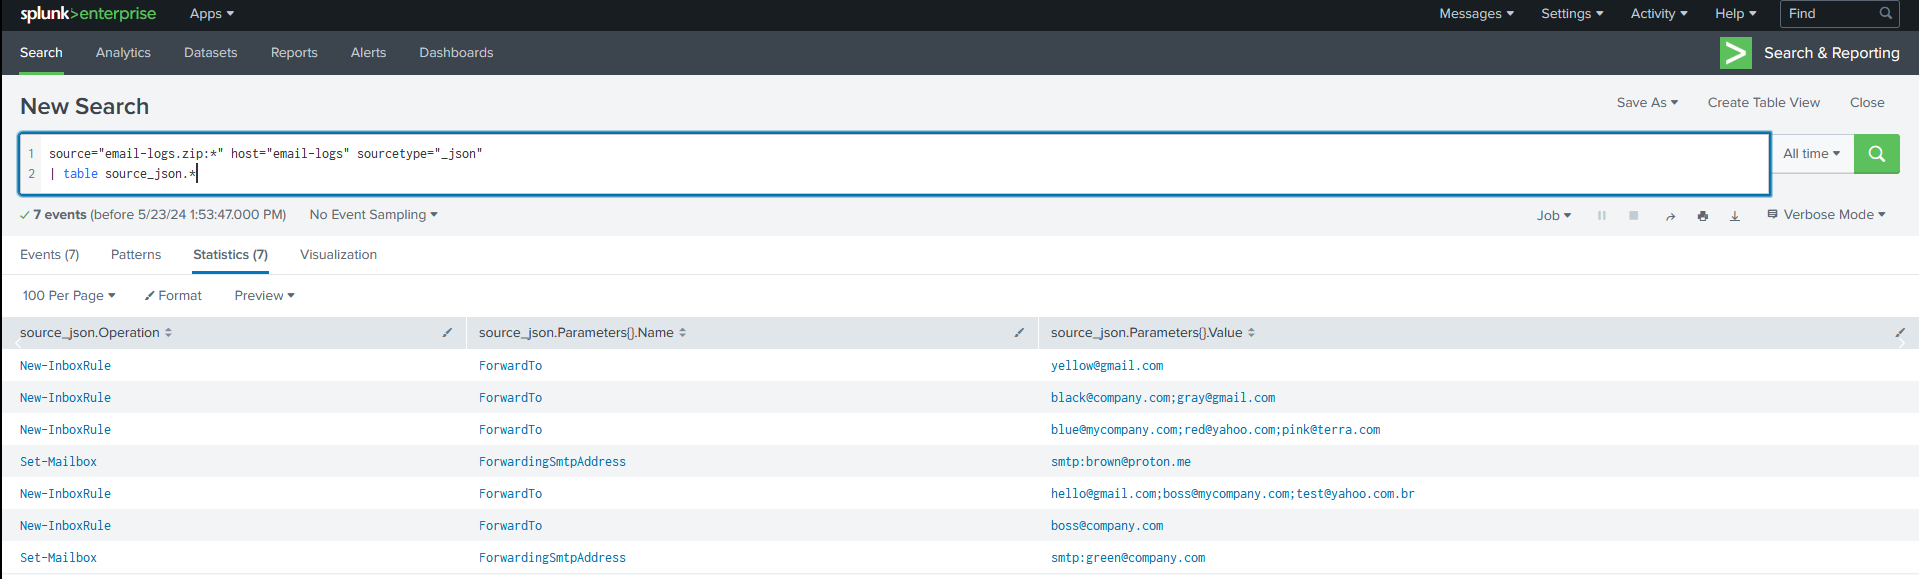 splunk>enterprise Apps Messages Settings Activity Help Find
Search Analytics Datasets Reports Alerts Dashboards Search & Reporting
New Search Save As Create Table View Close
1 source="email-logs.zip:*" host="email-logs" sourcetype="_json"
2 | table source_json.*
All time
7 events (before 5/23/24 1:53:47.000 PM) No Event Sampling Job Verbose Mode
Events (7) Patterns Statistics (7) Visualization
100 Per Page Format Preview
source_json.Operation source_json.Parameters{}.Name source_json.Parameters{}.Value
New-InboxRule ForwardTo yellow@gmail.com
New-InboxRule ForwardTo black@company.com;gray@gmail.com
New-InboxRule ForwardTo blue@mycompany.com;red@yahoo.com;pink@terra.com
Set-Mailbox ForwardingSmtpAddress smtp:brown@proton.me
New-InboxRule ForwardTo hello@gmail.com;boss@mycompany.com;test@yahoo.com.br
New-InboxRule ForwardTo boss@company.com
Set-Mailbox ForwardingSmtpAddress smtp:green@company.com